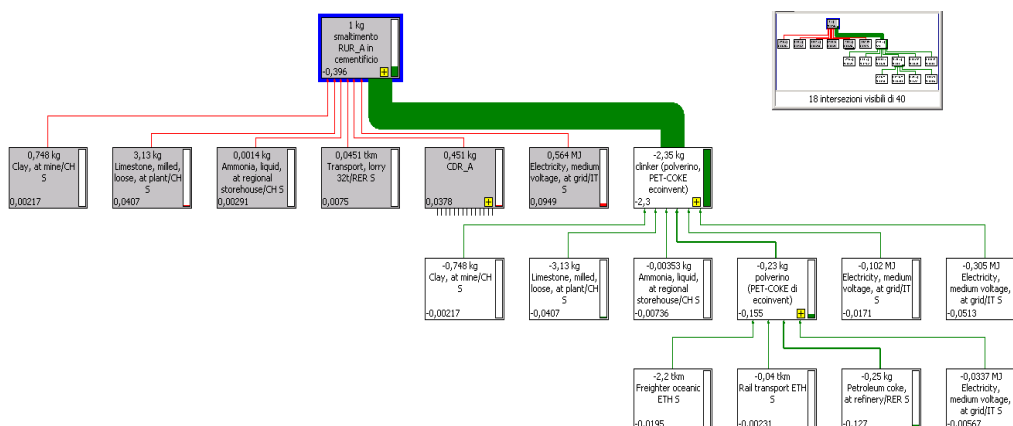 1 kg
smaltimento
RUR_A in
cementificio
-0,396
18 intersezioni visibili di 40
0,748 kg
Clay, at mine/CH
S
0,00217
3,13 kg
Limestone, milled,
loose, at plant/CH
S
0,0407
0,0014 kg
Ammonia, liquid,
at regional
storehouse/CH S
0,00291
0,0451 tkm
Transport, lorry
32t/RER S
0,0075
0,451 kg
CDR_A
0,0378
0,564 MJ
Electricity, medium
voltage, at grid/IT
S
0,0949
-2,35 kg
clinker (polverino,
PET-COKE
ecoinvent)
-2,3
-0,748 kg
Clay, at mine/CH
S
-0,00217
-3,13 kg
Limestone, milled,
loose, at plant/CH
S
-0,0407
-0,00353 kg
Ammonia, liquid,
at regional
storehouse/CH S
-0,00736
-0,23 kg
polverino
(PET-COKE di
ecoinvent)
-0,155
-0,102 MJ
Electricity, medium
voltage, at grid/IT
S
-0,0171
-0,305 MJ
Electricity,
medium voltage,
at grid/IT S
-0,0513
-2,2 tkm
Freighter oceanic
ETH S
-0,0195
-0,04 tkm
Rail transport ETH
S
-0,00231
-0,25 kg
Petroleum coke,
at refinery/RER S
-0,127
-0,0337 MJ
Electricity,
medium voltage,
at grid/IT S
-0,00567